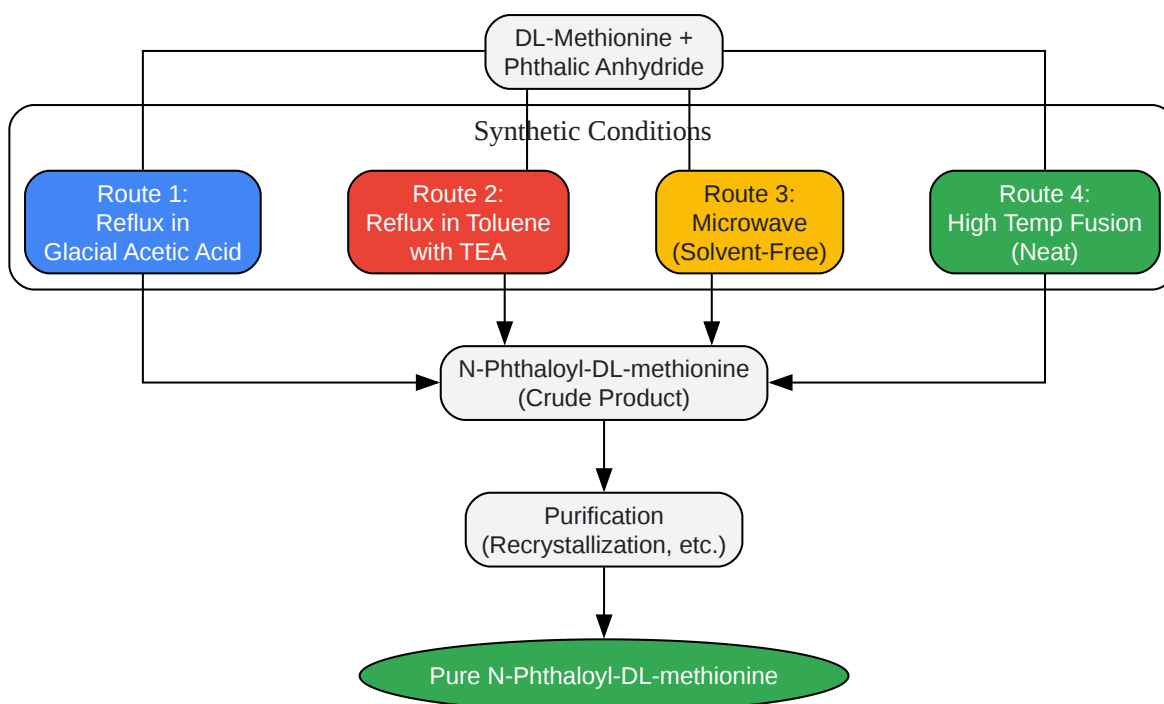 DL-Methionine +
Phthalic Anhydride
Synthetic Conditions
Route 1:
Reflux in
Glacial Acetic Acid
Route 2:
Reflux in Toluene
with TEA
Route 3:
Microwave
(Solvent-Free)
Route 4:
High Temp Fusion
(Neat)
N-Phthaloyl-DL-methionine
(Crude Product)
Purification
(Recrystallization, etc.)
Pure N-Phthaloyl-DL-methionine